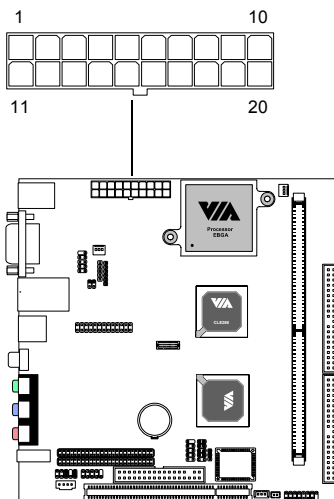 1 10
11 20
VIA
Processor
EBGA
VIA
CLE266